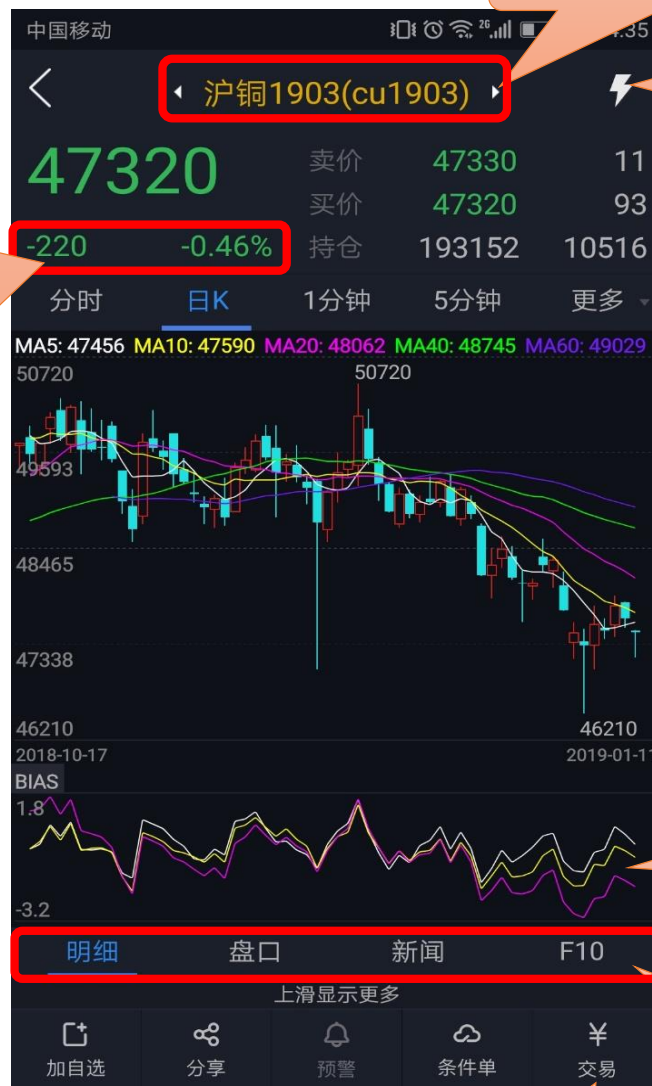 中国移动 26 4:35
沪铜1903(cu1903)
47320 卖价 47330 11
买价 47320 93
-220 -0.46% 持仓 193152 10516
分时 日K 1分钟 5分钟 更多
MA5: 47456 MA10: 47590 MA20: 48062 MA40: 48745 MA60: 49029
50720 50720
49593
48465
47338
46210 46210
2018-10-17 2019-01-11
BIAS
1.8
-3.2
明细 盘口 新闻 F10
上滑显示更多
加自选 分享 预警 条件单 交易